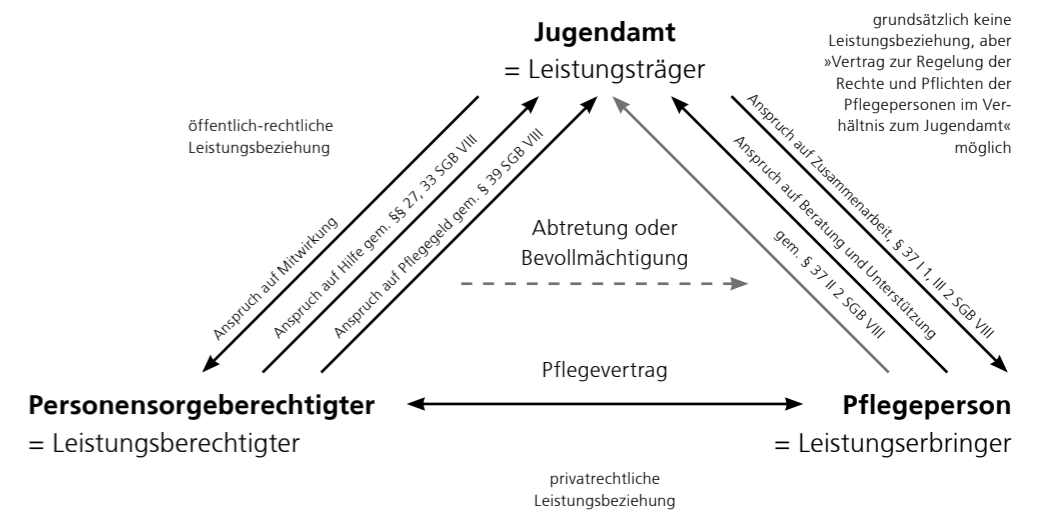 Jugendamt
= Leistungsträger
grundsätzlich keine
Leistungsbeziehung, aber
»Vertrag zur Regelung der
Rechte und Pflichten der
Pflegepersonen im Ver-
hältnis zum Jugendamt«
möglich
öffentlich-rechtliche
Leistungsbeziehung
Anspruch auf Mitwirkung
Anspruch auf Hilfe gem. §§ 27, 33 SGB VIII
Anspruch auf Pflegegeld gem. § 39 SGB VIII
Abtretung oder
Bevollmächtigung
Anspruch auf Zusammenarbeit, § 37 I 1, III 2 SGB VIII
Anspruch auf Beratung und Unterstützung
gem. § 37 II 2 SGB VIII
Pflegevertrag
Personensorgeberechtigter
= Leistungsberechtigter
Pflegeperson
= Leistungserbringer
privatrechtliche
Leistungsbeziehung